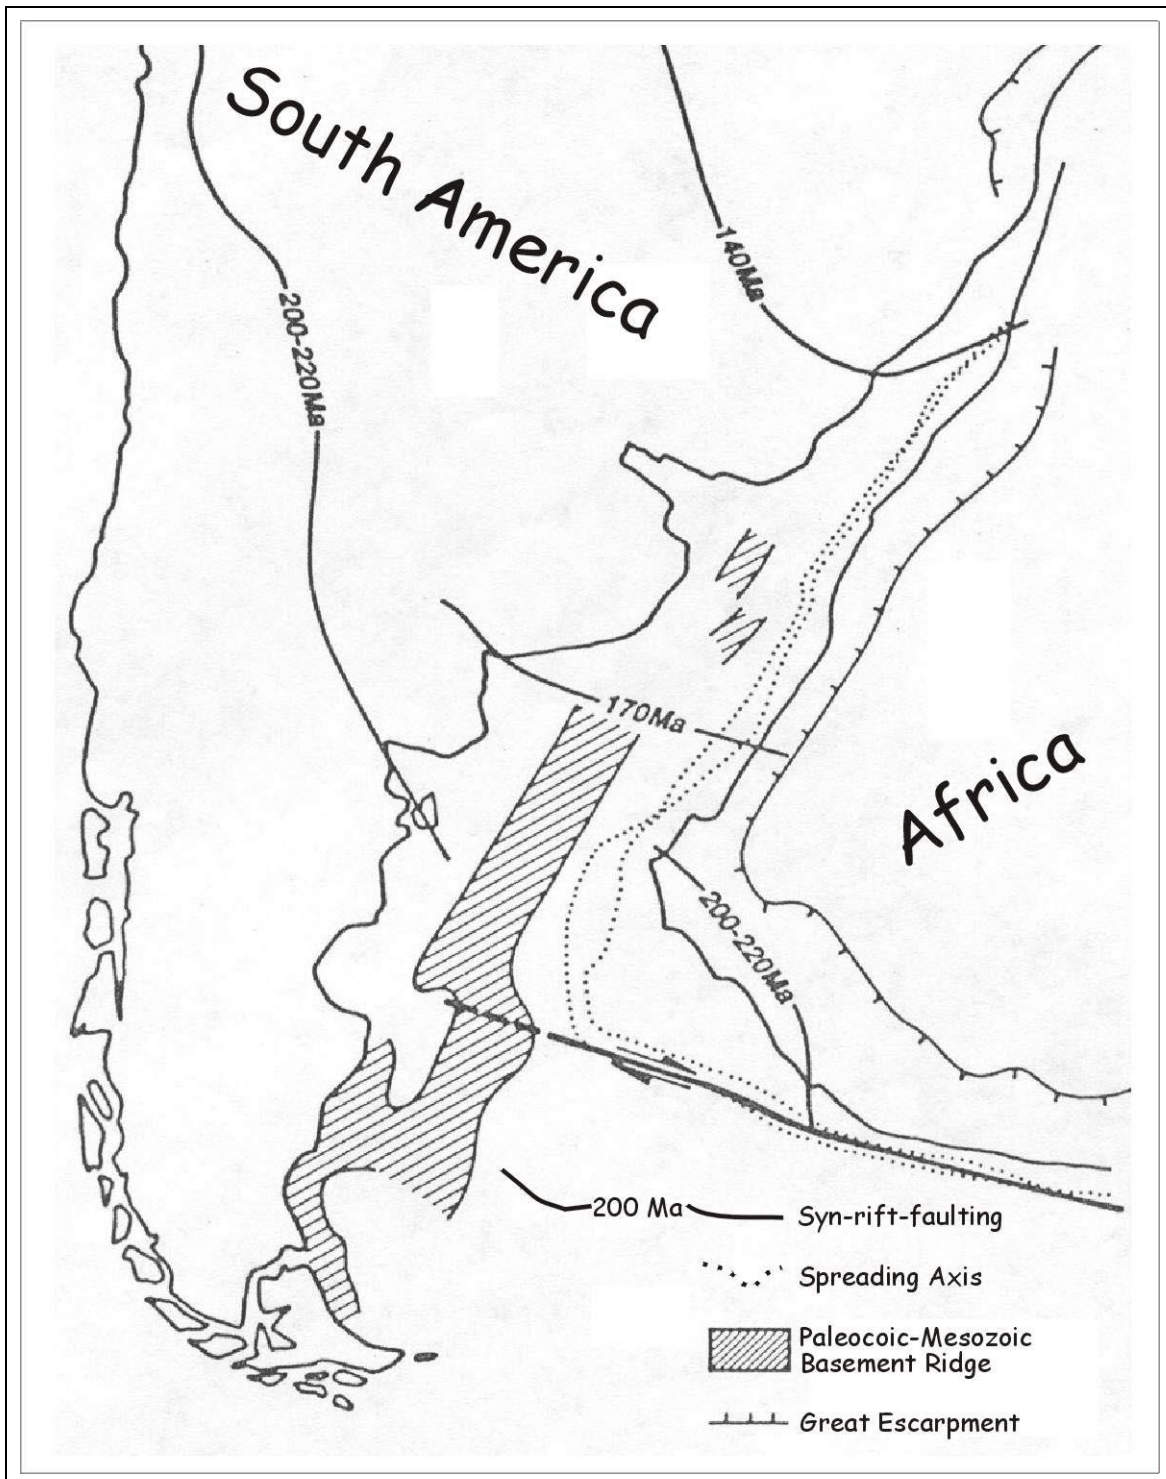 South America
140Ma
200-220Ma
170Ma
Africa
200-220Ma
200 Ma
Syn-rift-faulting
Spreading Axis
Paleocoic-Mesozoic
Basement Ridge
Great Escarpment